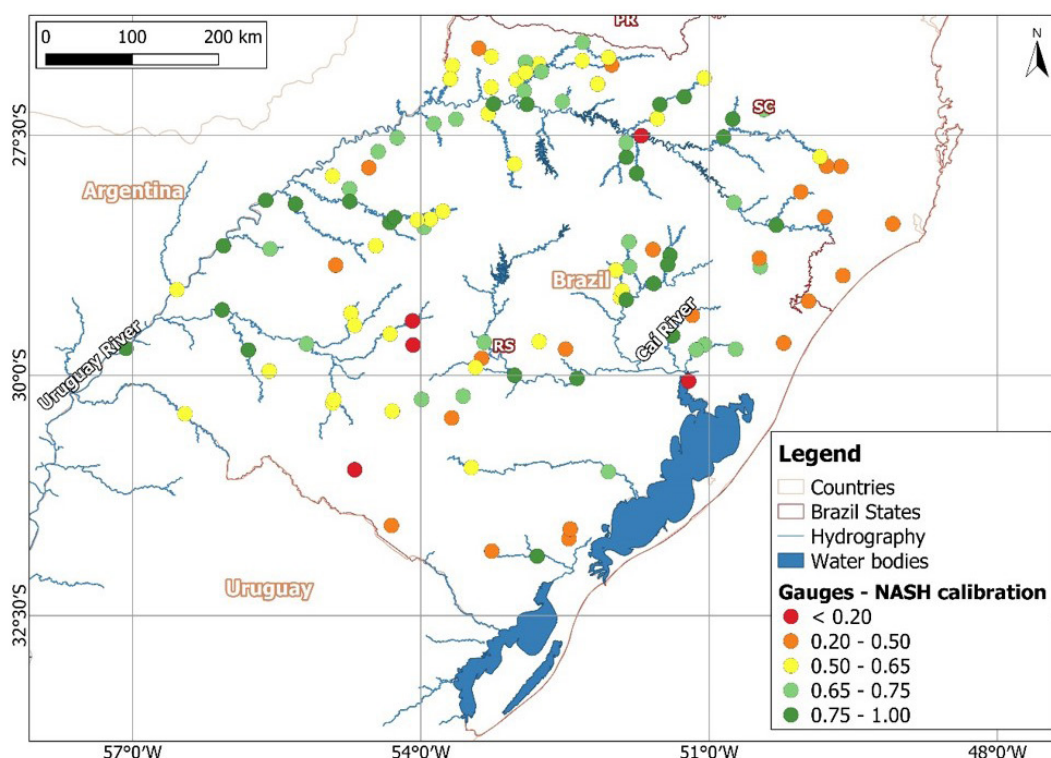 PR
0 100 200 km
N
SC
27°30'S
Argentina
Brazil
Caí River
Uruguay River
RS
30°0'S
Legend
Countries
Brazil States
Hydrography
Water bodies
Uruguay
Gauges - NASH calibration
32°30'S
< 0.20
0.20 - 0.50
0.50 - 0.65
0.65 - 0.75
0.75 - 1.00
57°0'W 54°0'W 51°0'W 48°0'W